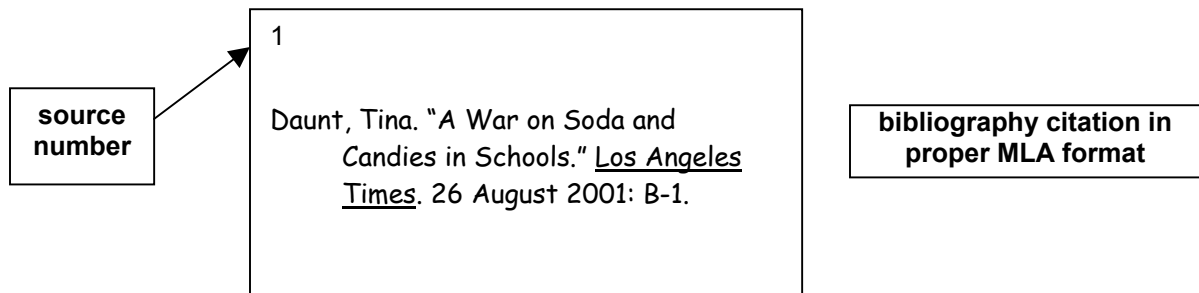 1
source
number
Daunt, Tina. “A War on Soda and
Candies in Schools.” Los Angeles
Times. 26 August 2001: B-1.
bibliography citation in
proper MLA format